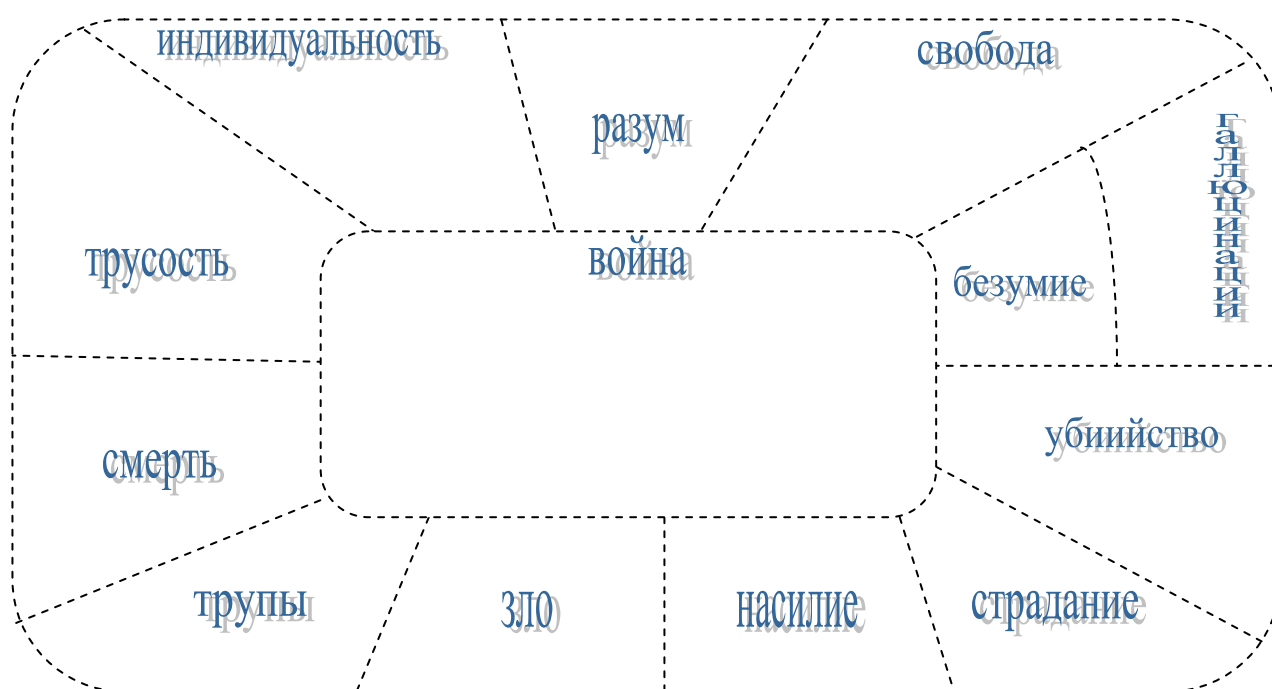 индивидуальность
свобода
разум
галлюцинации
трусость
война
безумие
убиийство
смерть
трупы
зло
насилие
страдание